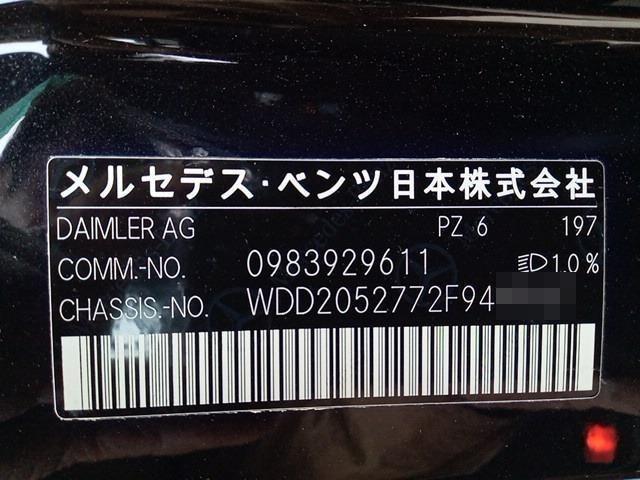 メルセデス・ベンツ日本株式会社
DAIMLER AG PZ 6 197
COMM.-NO. 0983929611 1.0%
CHASSIS.-NO. WDD2052772F94